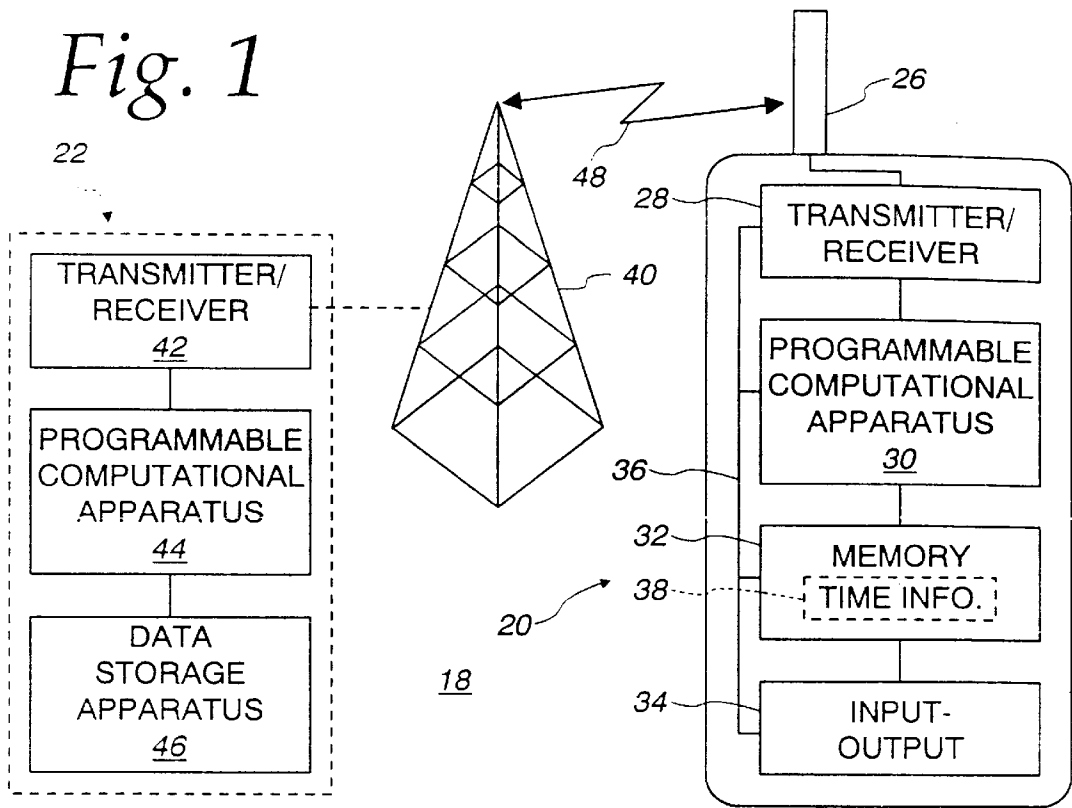 Fig. 1
22
TRANSMITTER/
RECEIVER
42
PROGRAMMABLE
COMPUTATIONAL
APPARATUS
44
DATA
STORAGE
APPARATUS
46
48
40
18
26
28
TRANSMITTER/
RECEIVER
PROGRAMMABLE
COMPUTATIONAL
APPARATUS
30
36
32
MEMORY
38
TIME INFO.
20
34
INPUT-
OUTPUT